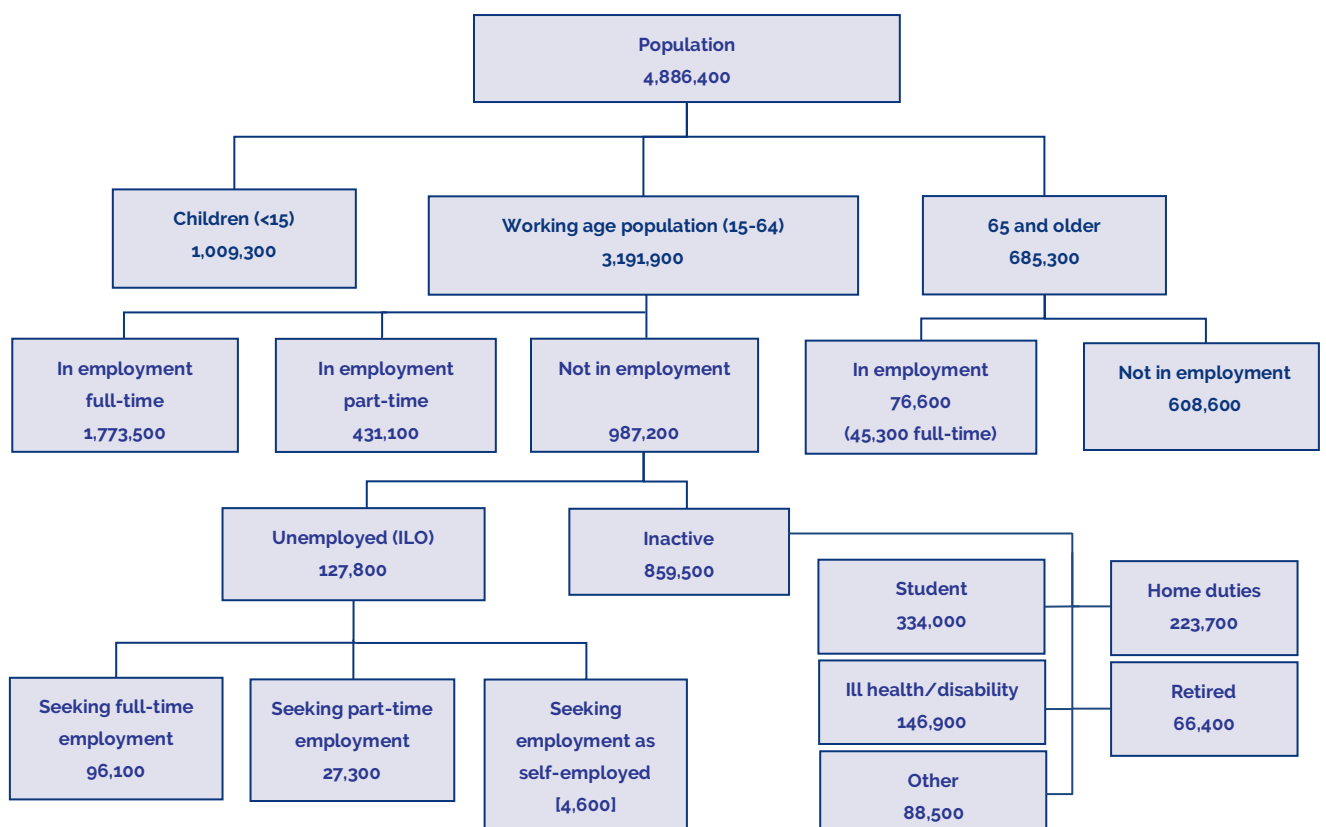 Population
4,886,400
Children (<15)
1,009,300
Working age population (15-64)
3,191,900
65 and older
685,300
In employment
full-time
1,773,500
In employment
part-time
431,100
Not in employment
987,200
In employment
76,600
(45,300 full-time)
Not in employment
608,600
Unemployed (ILO)
127,800
Inactive
859,500
Student
334,000
Home duties
223,700
Ill health/disability
146,900
Retired
66,400
Other
88,500
Seeking full-time
employment
96,100
Seeking part-time
employment
27,300
Seeking
employment as
self-employed
[4,600]